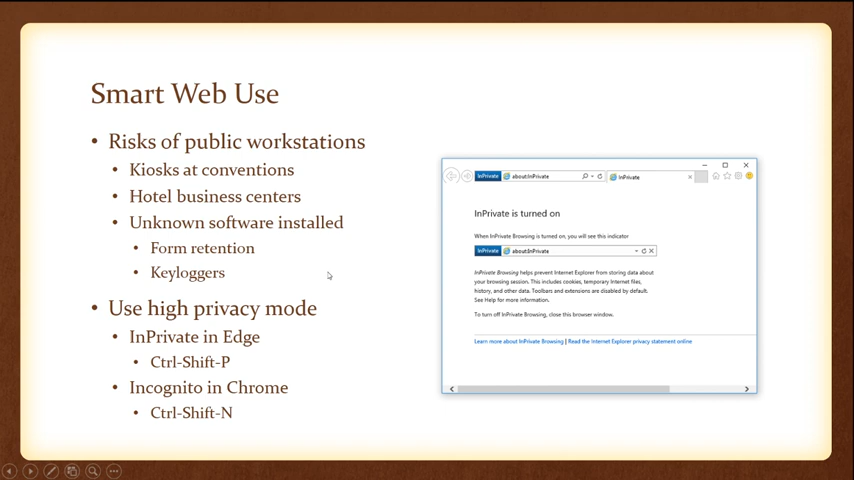 Smart Web Use
• Risks of public workstations
• Kiosks at conventions
• Hotel business centers
• Unknown software installed
• Form retention
• Keyloggers
• Use high privacy mode
• InPrivate in Edge
• Ctrl-Shift-P
• Incognito in Chrome
• Ctrl-Shift-N
InPrivate about:InPrivate InPrivate
InPrivate is turned on
When InPrivate Browsing is turned on, you will see this indicator
InPrivate about:InPrivate
InPrivate Browsing helps prevent Internet Explorer from storing data about
your browsing session. This includes cookies, temporary Internet files,
history, and other data. Toolbars and extensions are disabled by default.
See Help for more information.
To turn off InPrivate Browsing, close this browser window.
Learn more about InPrivate Browsing | Read the Internet Explorer privacy statement online